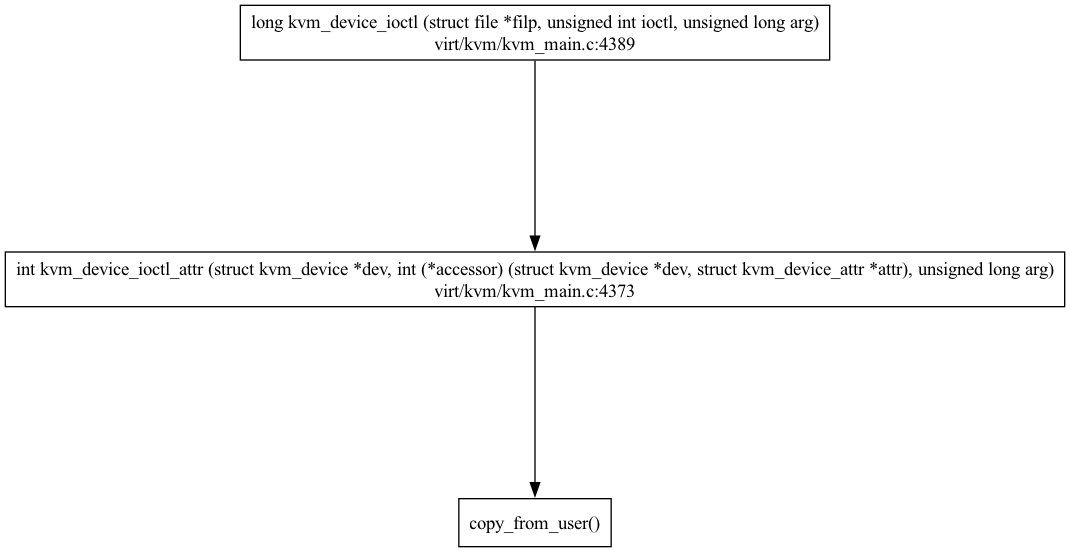 long kvm_device_ioctl (struct file *filp, unsigned int ioctl, unsigned long arg)
virt/kvm/kvm_main.c:4389
int kvm_device_ioctl_attr (struct kvm_device *dev, int (*accessor) (struct kvm_device *dev, struct kvm_device_attr *attr), unsigned long arg)
virt/kvm/kvm_main.c:4373
copy_from_user()